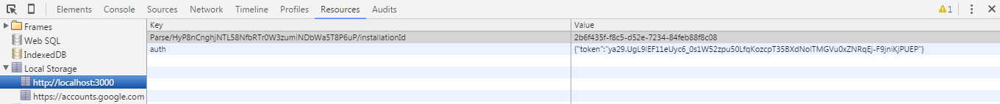 Elements Console Sources Network Timeline Profiles Resources Audits 1
Frames
Web SQL
IndexedDB
Local Storage
http://localhost:3000
https://accounts.google.com
Key Value
Parse/HyP8nCnghjNTL58NfbRTr0W3zumiNDbWa5T8P6uP/installationId 2b6f435f-f8c5-d52e-7234-84feb88f8c08
auth {"token":"ya29.UgL9lEF11eUyc6_0s1W52zpu50LfqKozcpT35BXdNoITMGVu0xZNRqEj-F9jniKjPUEP"}